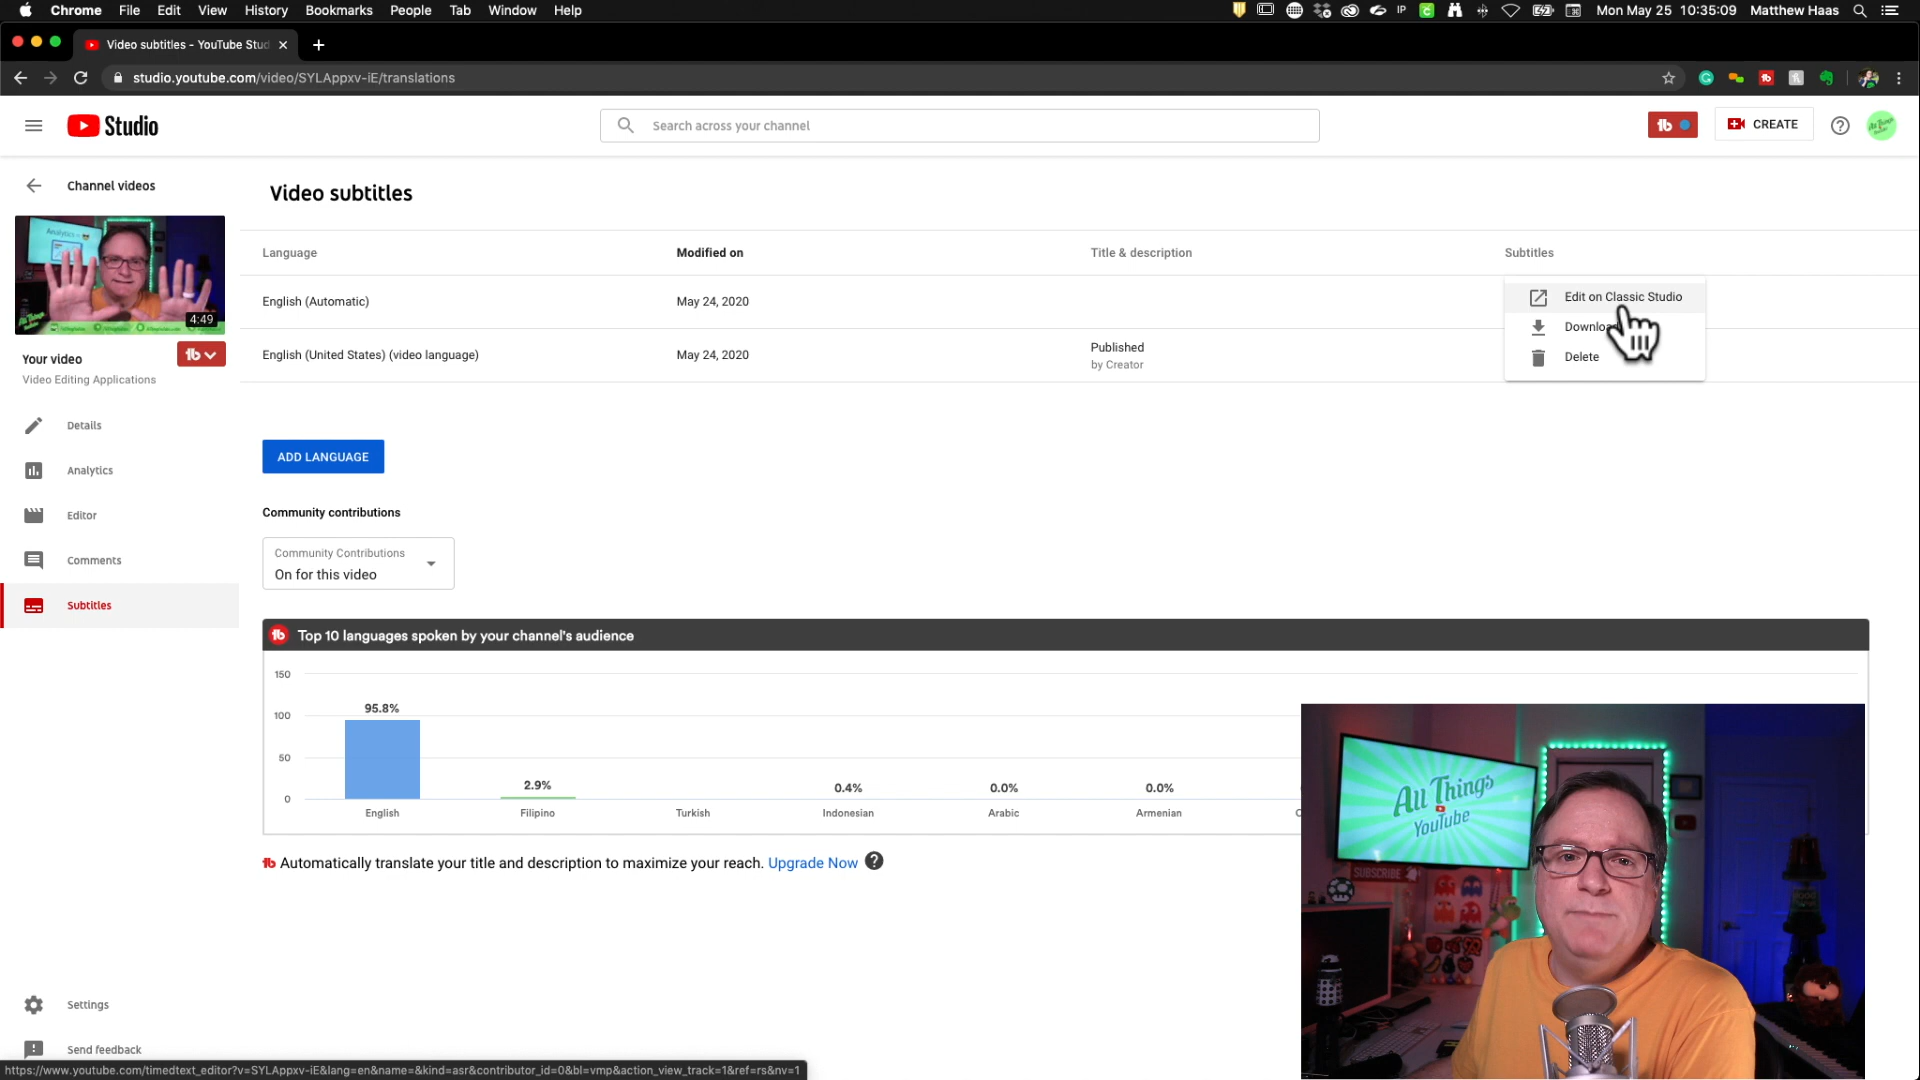 Chrome File Edit View History Bookmarks People Tab Window Help
IP
Mon May 25 10:35:09 Matthew Haas
Video subtitles - YouTube Stud
studio.youtube.com/video/SYLAppxv-iE/translations
Studio
Search across your channel
CREATE
Channel videos
Video subtitles
Analytics
4:49
Your video
Video Editing Applications
Details
Analytics
Editor
Comments
Subtitles
Settings
Send feedback
Language Modified on Title & description Subtitles
English (Automatic) May 24, 2020
English (United States) (video language) May 24, 2020 Published
by Creator
Edit on Classic Studio
Download
Delete
ADD LANGUAGE
Community contributions
Community Contributions
On for this video
Top 10 languages spoken by your channel's audience
150
100
50
0
95.8%
2.9%
0.4%
0.0%
0.0%
English Filipino Turkish Indonesian Arabic Armenian
Automatically translate your title and description to maximize your reach. Upgrade Now
All Things
YouTube
SUBSCRIBE
https://www.youtube.com/timedtext_editor?v=SYLAppxv-iE&lang=en&name=&kind=asr&contributor_id=0&bl=vmp&action_view_track=1&ref=rs&nv=1